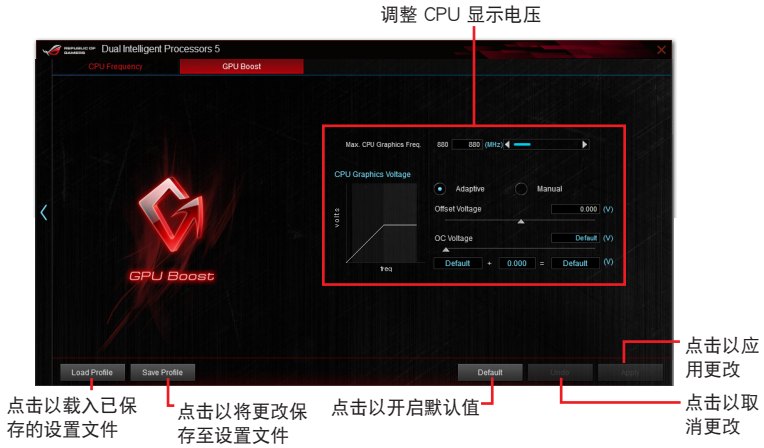 调整 CPU 显示电压
REPUBLIC OF
GAMERS
Dual Intelligent Processors 5
CPU Frequency
GPU Boost
Max. CPU Graphics Freq. 880 880 (MHz)
CPU Graphics Voltage
volts
freq
Adaptive Manual
Offset Voltage 0.000 (V)
OC Voltage Default (V)
Default + 0.000 = Default (V)
GPU Boost
Load Profile
Save Profile
Default
Undo
Apply
点击以载入已保
存的设置文件
点击以将更改保
存至设置文件
点击以开启默认值
点击以应
用更改
点击以取
消更改